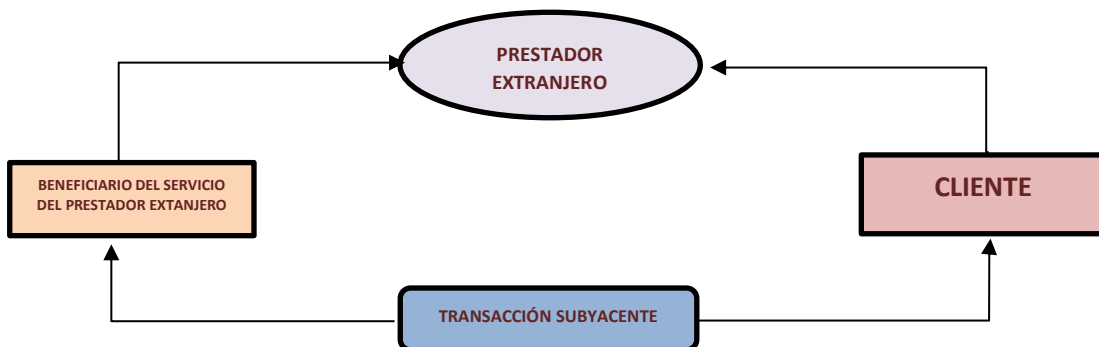 PRESTADOR
EXTRANJERO
BENEFICIARIO DEL SERVICIO
DEL PRESTADOR EXTANJERO
CLIENTE
TRANSACCIÓN SUBYACENTE